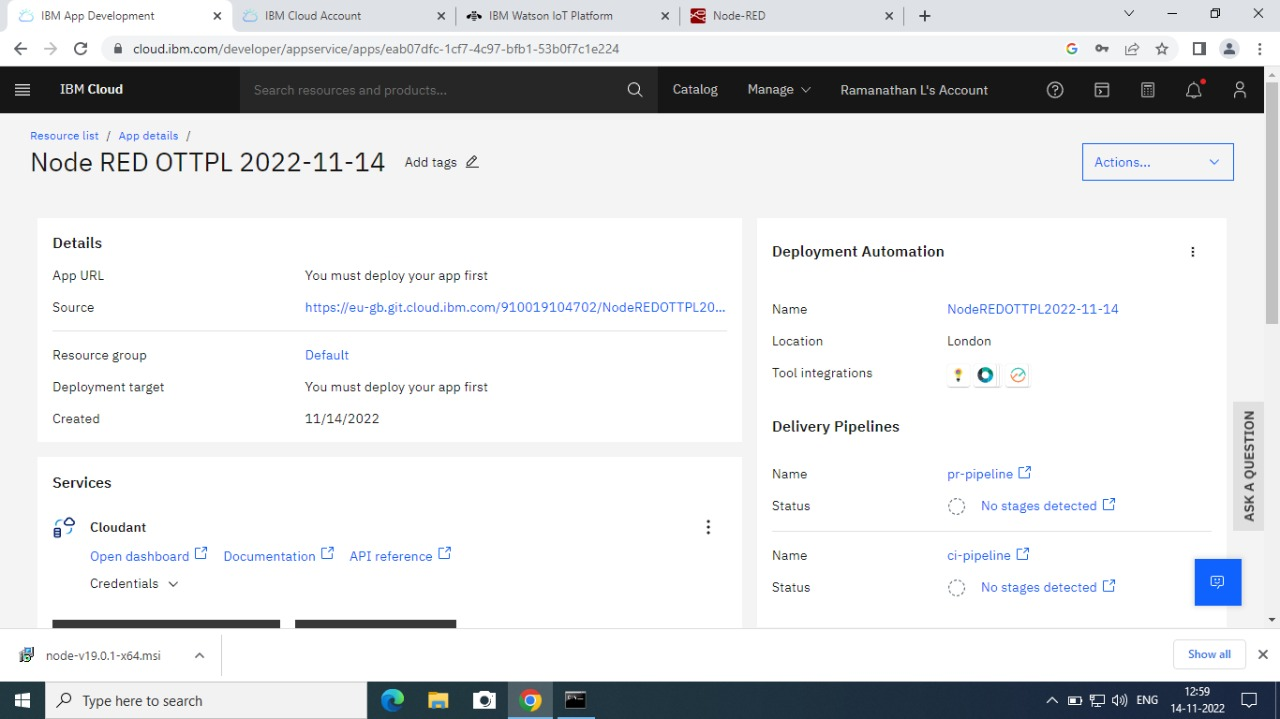 IBM App Development
IBM Cloud Account
IBM Watson IoT Platform
Node-RED
cloud.ibm.com/developer/appservice/apps/eab07dfc-1cf7-4c97-bfb1-53b0f7c1e224
IBM Cloud
Search resources and products...
Catalog
Manage
Ramanathan L's Account
Resource list / App details /
Node RED OTTPL 2022-11-14
Add tags
Actions...
Details
App URL You must deploy your app first
Source https://eu-gb.git.cloud.ibm.com/910019104702/NodeREDOTTPL20...
Resource group Default
Deployment target You must deploy your app first
Created 11/14/2022
Services
Cloudant
Open dashboard Documentation API reference
Credentials
Deployment Automation
Name NodeREDOTTPL2022-11-14
Location London
Tool integrations
Delivery Pipelines
Name pr-pipeline
Status No stages detected
Name ci-pipeline
Status No stages detected
ASK A QUESTION
node-v19.0.1-x64.msi
Show all
Type here to search
ENG
12:59
14-11-2022